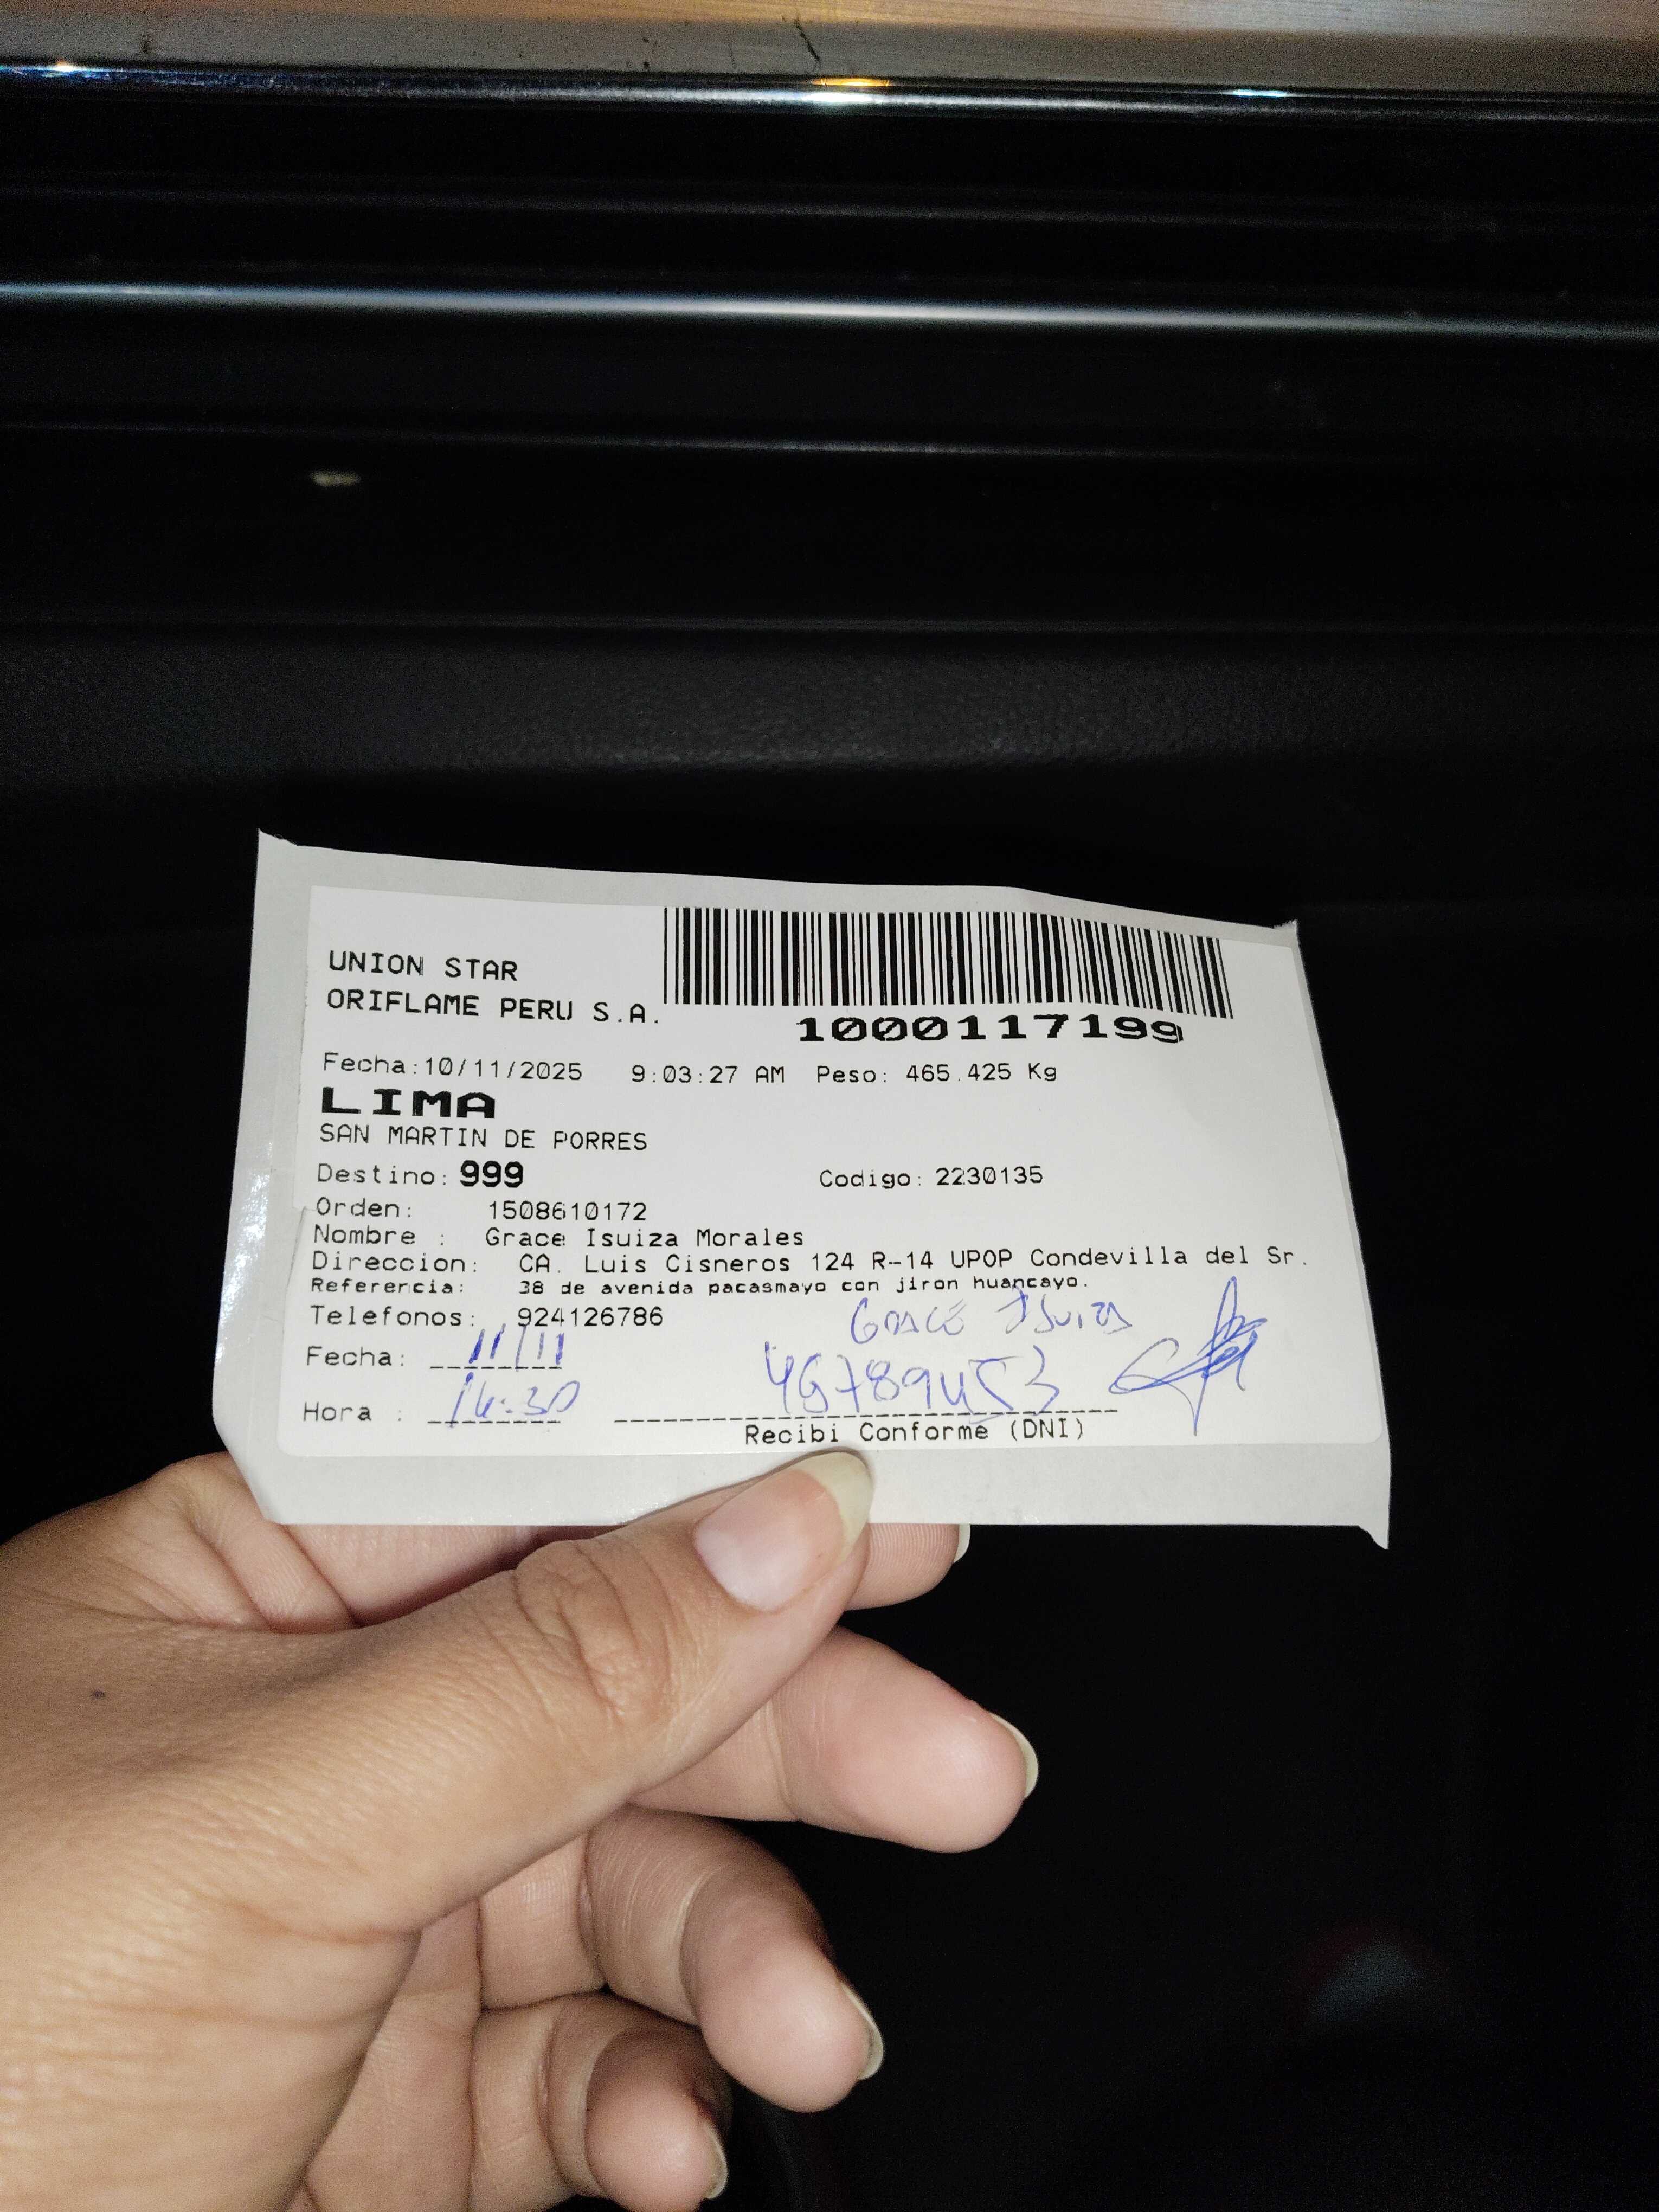 UNION STAR
ORIFLAME PERU S.A.
1000117199
Fecha:10/11/2025 9:03:27 AM Peso: 465.425 Kg
LIMA
SAN MARTIN DE PORRES
Destino: 999 Codigo: 2230135
Orden: 1508610172
Nombre : Grace Isuiza Morales
Direccion: CA. Luis Cisneros 124 R-14 UPOP Condevilla del Sr.
Referencia: 38 de avenida pacasmayo con jiron huancayo.
Telefonos: 924126786
GRACE ISUIZA
Fecha: 11/11
Hora : 14:30
Recibi Conforme (DNI)